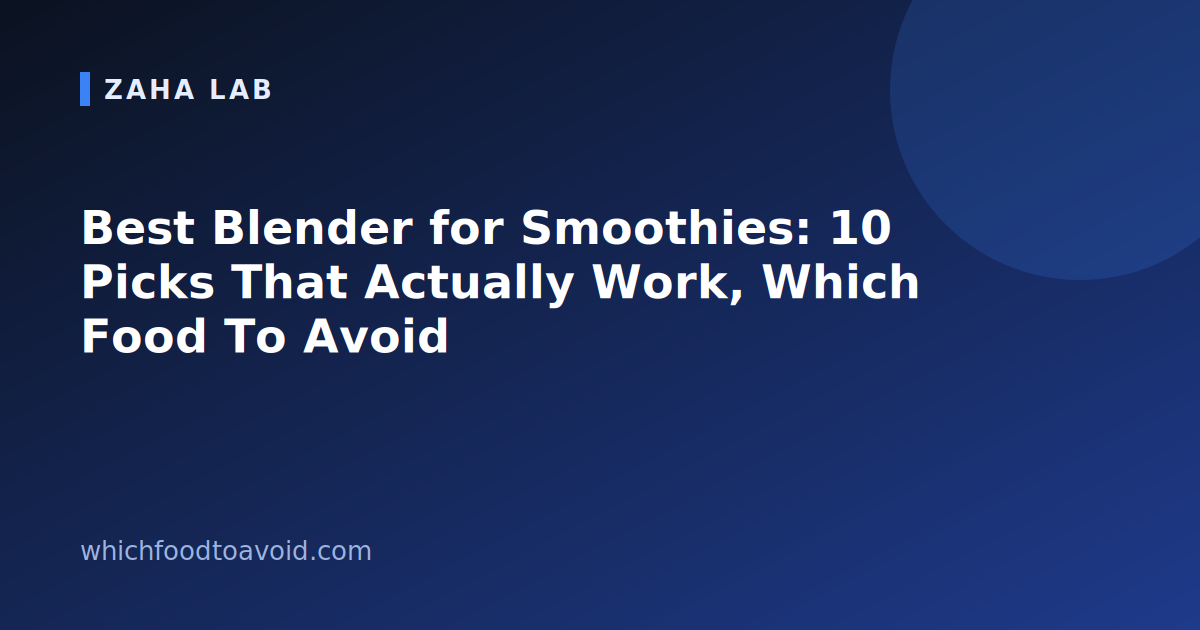 ZAHA LAB
Best Blender for Smoothies: 10
Picks That Actually Work, Which
Food To Avoid
whichfoodtoavoid.com